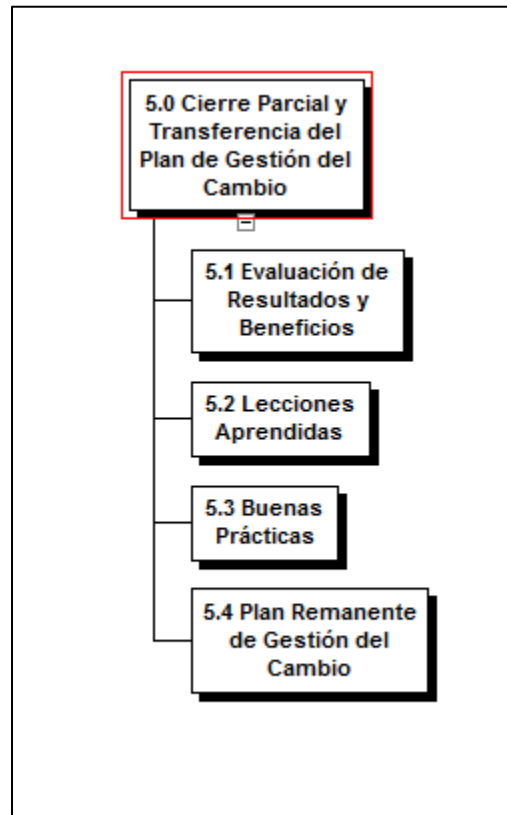 5.0 Cierre Parcial y
Transferencia del
Plan de Gestión del
Cambio
5.1 Evaluación de
Resultados y
Beneficios
5.2 Lecciones
Aprendidas
5.3 Buenas
Prácticas
5.4 Plan Remanente
de Gestión del
Cambio